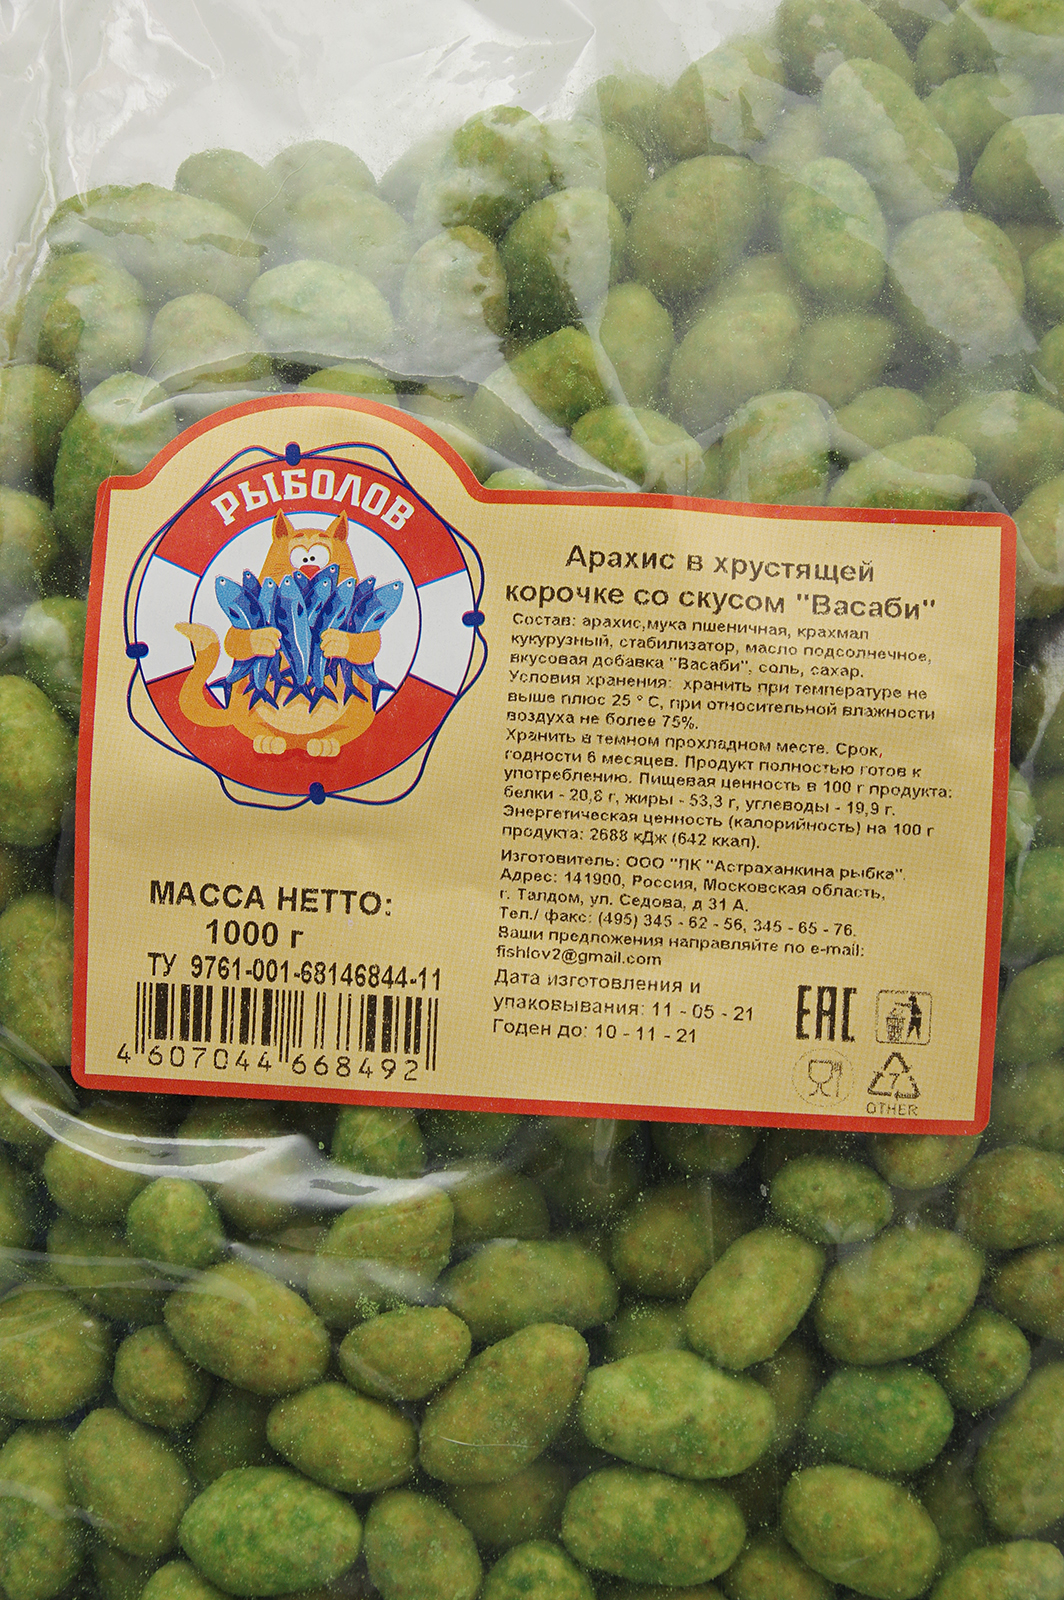 РЫБОЛОВ
Арахис в хрустящей
корочке со скусом "Васаби"
Состав: арахис,мука пшеничная, крахмал
кукурузный, стабилизатор, масло подсолнечное,
вкусовая добавка "Васаби", соль, сахар.
Условия хранения: хранить при температуре не
выше плюс 25 ° С, при относительной влажности
воздуха не более 75%.
Хранить в темном прохладном месте. Срок,
годности 6 месяцев. Продукт полностью готов к
употреблению. Пищевая ценность в 100 г продукта:
белки - 20,8 г, жиры - 53,3 г, углеводы - 19,9 г.
Энергетическая ценность (калорийность) на 100 г
продукта: 2688 кДж (642 ккал).
Изготовитель: ООО "ПК "Астраханкина рыбка".
Адрес: 141900, Россия, Московская область,
г. Талдом, ул. Седова, д 31 А.
Тел./ факс: (495) 345 - 62 - 56, 345 - 65 - 76.
Ваши предложения направляйте по e-mail:
fishlov2@gmail.com
Дата изготовления и
упаковывания: 11 - 05 - 21
Годен до: 10 - 11 - 21
МАССА НЕТТО:
1000 г
ТУ 9761-001-68146844-11
4 607044 668492
EAC
7
OTHER